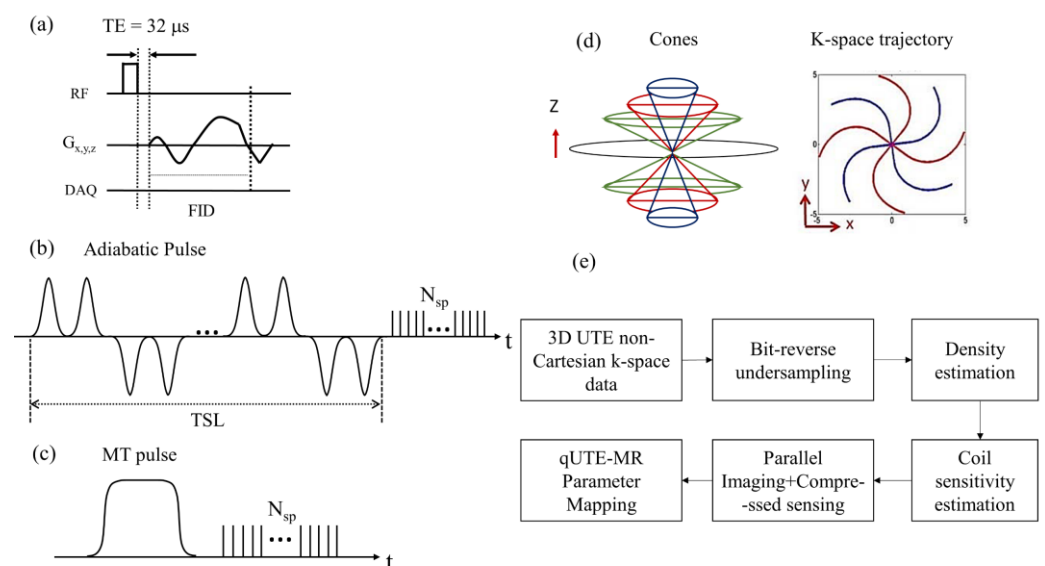 (a)
TE = 32 μs
RF
Gx,y,z
DAQ
FID
(b)
Adiabatic Pulse
Nsp
t
TSL
(c)
MT pulse
Nsp
t
(d)
Cones
K-space trajectory
Z
5
0
-5
0
5
y
x
(e)
3D UTE non-
Cartesian k-space
data
Bit-reverse
undersampling
Density
estimation
qUTE-MR
Parameter
Mapping
Parallel
Imaging+Compre-
-ssed sensing
Coil
sensitivity
estimation